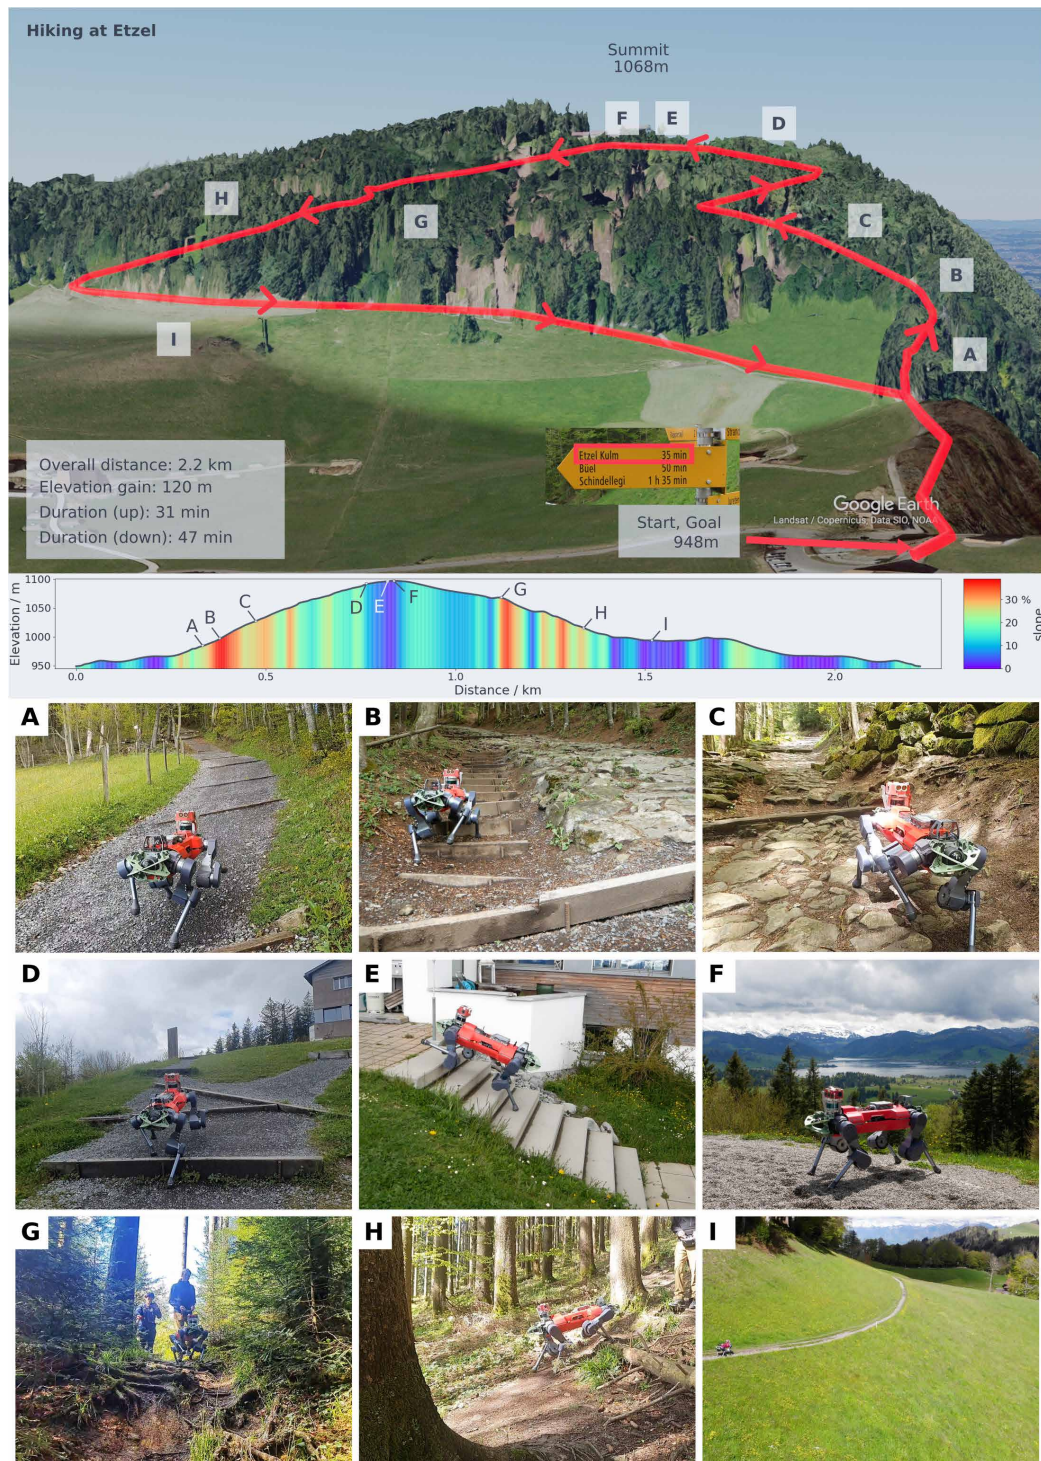 Hiking at Etzel
Summit
1068m
F
E
D
H
G
C
B
I
A
Etzel Kulm 35 min
Büel 50 min
Schindellegi 1 h 35 min
Overall distance: 2.2 km
Elevation gain: 120 m
Duration (up): 31 min
Duration (down): 47 min
Google Earth
Landsat / Copernicus, Data SIO, NOAA
Start, Goal
948m
Elevation / m
1100
1050
1000
950
A
B
C
D
E
F
G
H
I
0.0
0.5
1.0
1.5
2.0
Distance / km
30 %
20
10
0
slope
A
B
C
D
E
F
G
H
I